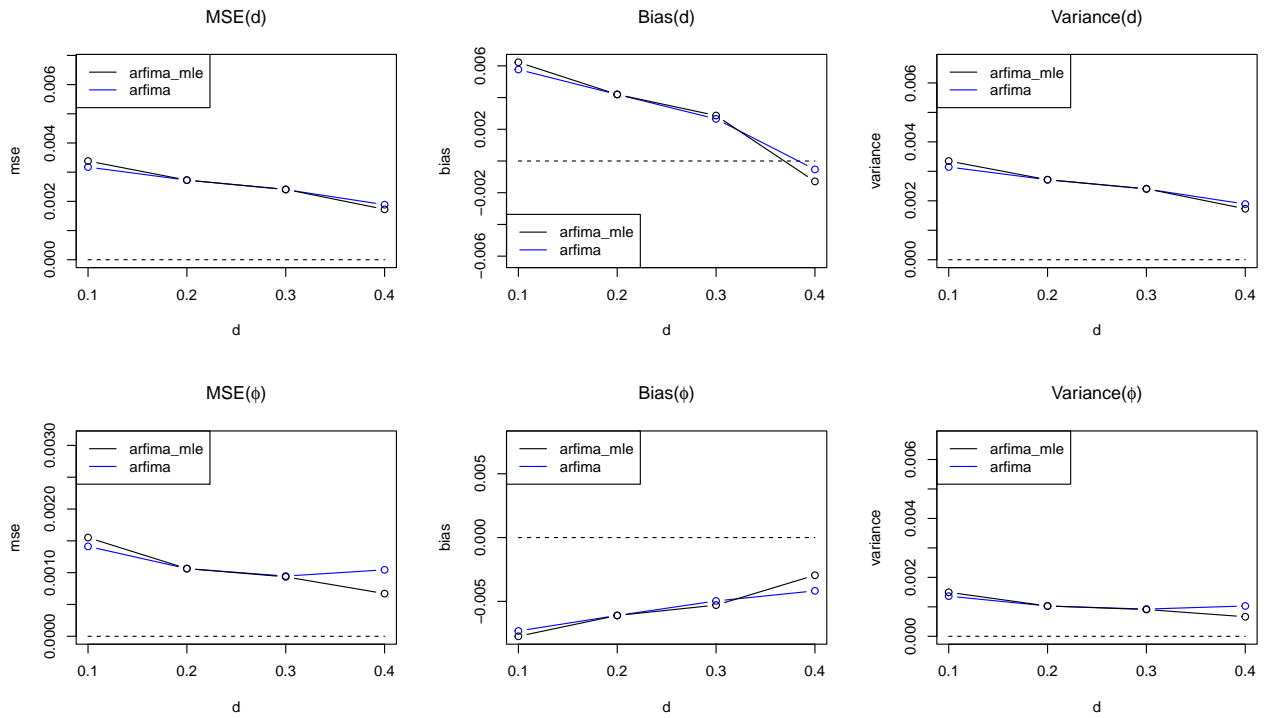 MSE(d)
mse
0.000
0.002
0.004
0.006
arfima_mle
arfima
0.1
0.2
0.3
0.4
d
Bias(d)
bias
−0.006
−0.002
0.002
0.006
arfima_mle
arfima
0.1
0.2
0.3
0.4
d
Variance(d)
variance
0.000
0.002
0.004
0.006
arfima_mle
arfima
0.1
0.2
0.3
0.4
d
MSE(ϕ)
mse
0.0000
0.0010
0.0020
0.0030
arfima_mle
arfima
0.1
0.2
0.3
0.4
d
Bias(ϕ)
bias
−0.005
0.000
0.005
arfima_mle
arfima
0.1
0.2
0.3
0.4
d
Variance(ϕ)
variance
0.000
0.002
0.004
0.006
arfima_mle
arfima
0.1
0.2
0.3
0.4
d